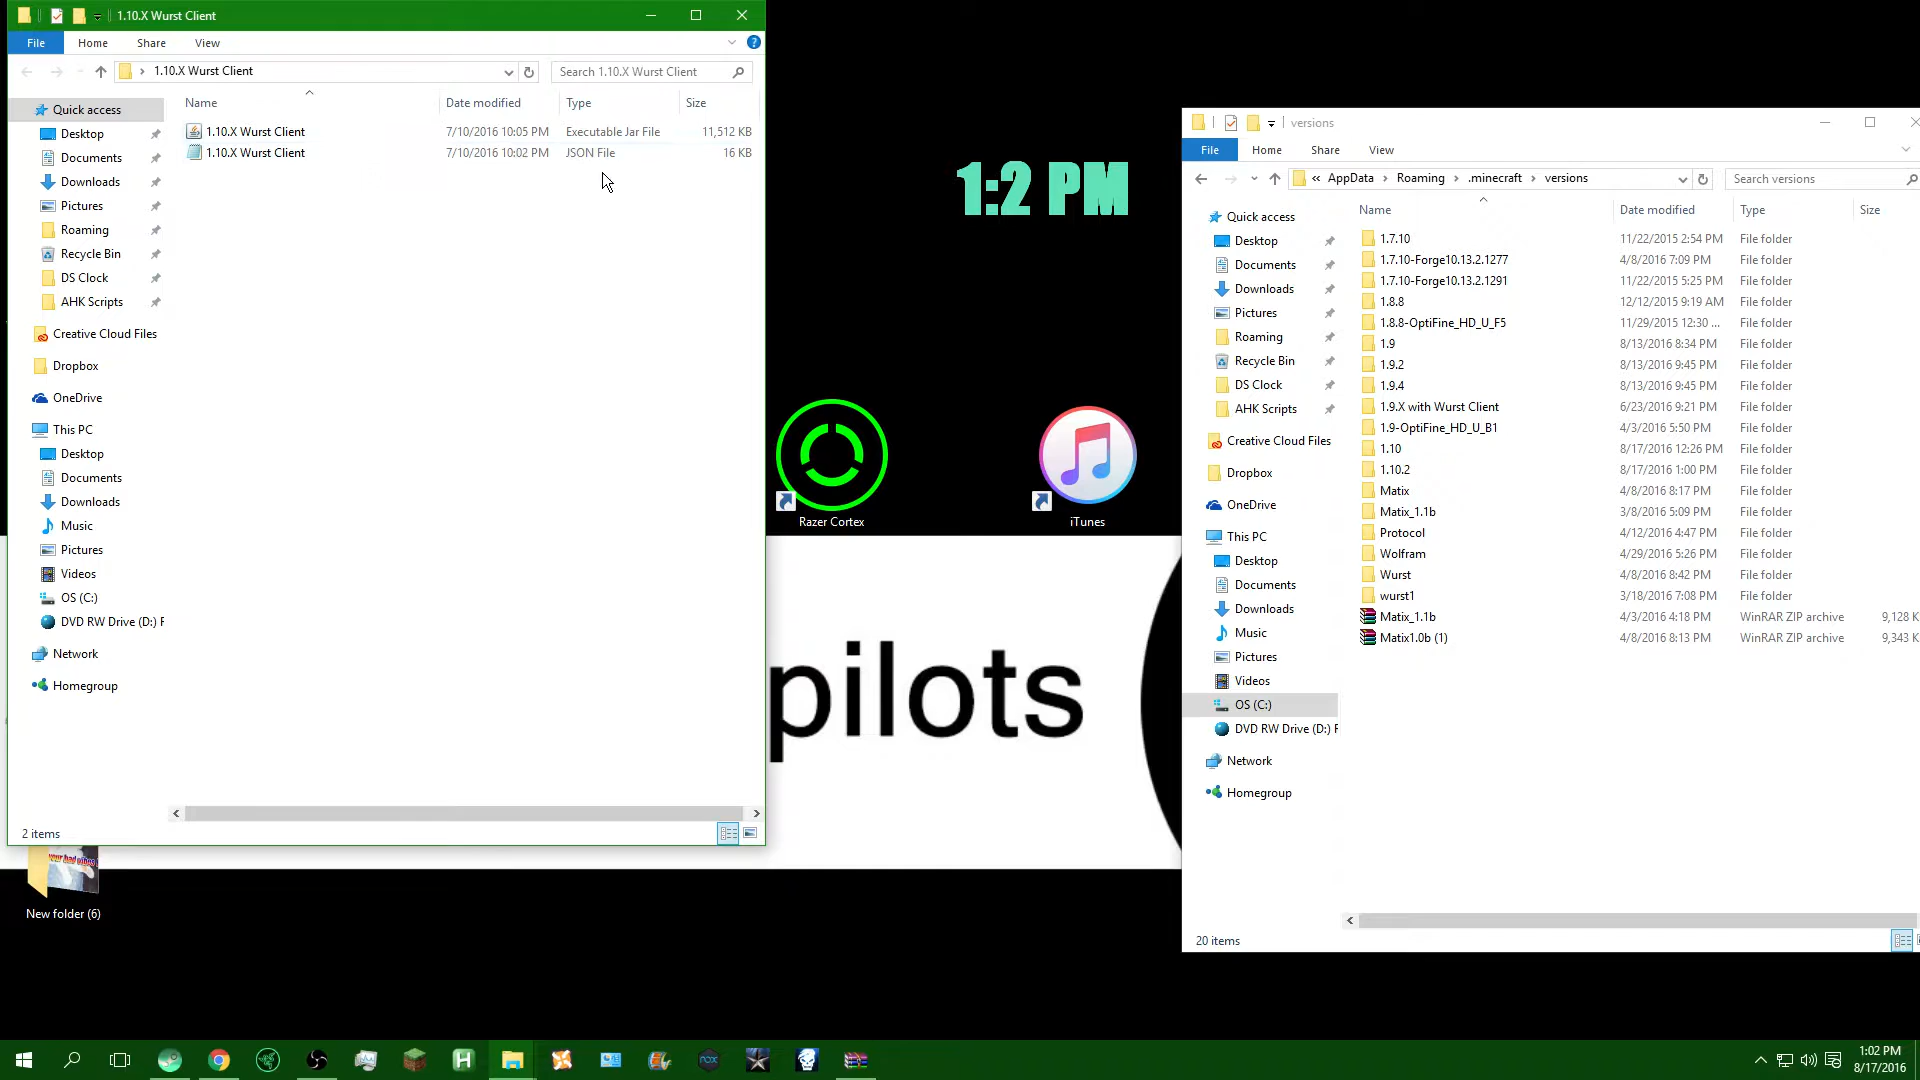 1.10.X Wurst Client
File Home Share View
1.10.X Wurst Client
Search 1.10.X Wurst Client
Name Date modified Type Size
1.10.X Wurst Client 7/10/2016 10:05 PM Executable Jar File 11,512 KB
1.10.X Wurst Client 7/10/2016 10:02 PM JSON File 16 KB
Quick access
Desktop
Documents
Downloads
Pictures
Roaming
Recycle Bin
DS Clock
AHK Scripts
Creative Cloud Files
Dropbox
OneDrive
This PC
Desktop
Documents
Downloads
Music
Pictures
Videos
OS (C:)
DVD RW Drive (D:) F
Network
Homegroup
2 items
New folder (6)
1:2 PM
Razer Cortex
iTunes
pilots
versions
File Home Share View
« AppData Roaming .minecraft versions
Search versions
Name Date modified Type Size
1.7.10 11/22/2015 2:54 PM File folder
1.7.10-Forge10.13.2.1277 4/8/2016 7:09 PM File folder
1.7.10-Forge10.13.2.1291 11/22/2015 5:25 PM File folder
1.8.8 12/12/2015 9:19 AM File folder
1.8.8-OptiFine_HD_U_F5 11/29/2015 12:30 ... File folder
1.9 8/13/2016 8:34 PM File folder
1.9.2 8/13/2016 9:45 PM File folder
1.9.4 8/13/2016 9:45 PM File folder
1.9.X with Wurst Client 6/23/2016 9:21 PM File folder
1.9-OptiFine_HD_U_B1 4/3/2016 5:50 PM File folder
1.10 8/17/2016 12:26 PM File folder
1.10.2 8/17/2016 1:00 PM File folder
Matix 4/8/2016 8:17 PM File folder
Matix_1.1b 3/8/2016 5:09 PM File folder
Protocol 4/12/2016 4:47 PM File folder
Wolfram 4/29/2016 5:26 PM File folder
Wurst 4/8/2016 8:42 PM File folder
wurst1 3/18/2016 7:08 PM File folder
Matix_1.1b 4/3/2016 4:18 PM WinRAR ZIP archive 9,128 K
Matix1.0b (1) 4/8/2016 8:13 PM WinRAR ZIP archive 9,343 K
Quick access
Desktop
Documents
Downloads
Pictures
Roaming
Recycle Bin
DS Clock
AHK Scripts
Creative Cloud Files
Dropbox
OneDrive
This PC
Desktop
Documents
Downloads
Music
Pictures
Videos
OS (C:)
DVD RW Drive (D:) F
Network
Homegroup
20 items
1:02 PM
8/17/2016